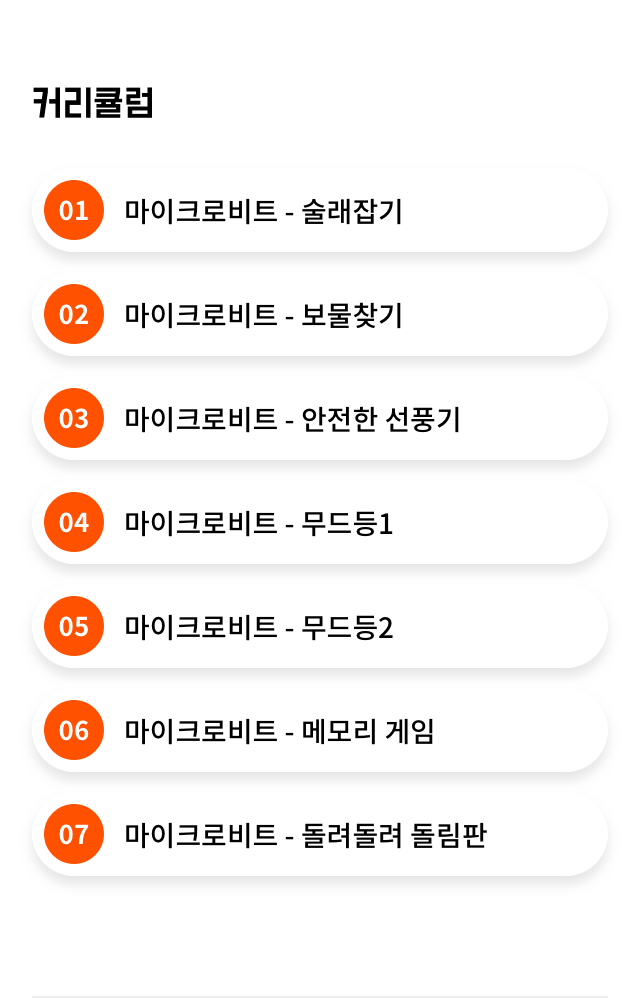 커리큘럼
01 마이크로비트 - 술래잡기
02 마이크로비트 - 보물찾기
03 마이크로비트 - 안전한 선풍기
04 마이크로비트 - 무드등1
05 마이크로비트 - 무드등2
06 마이크로비트 - 메모리 게임
07 마이크로비트 - 돌려돌려 돌림판